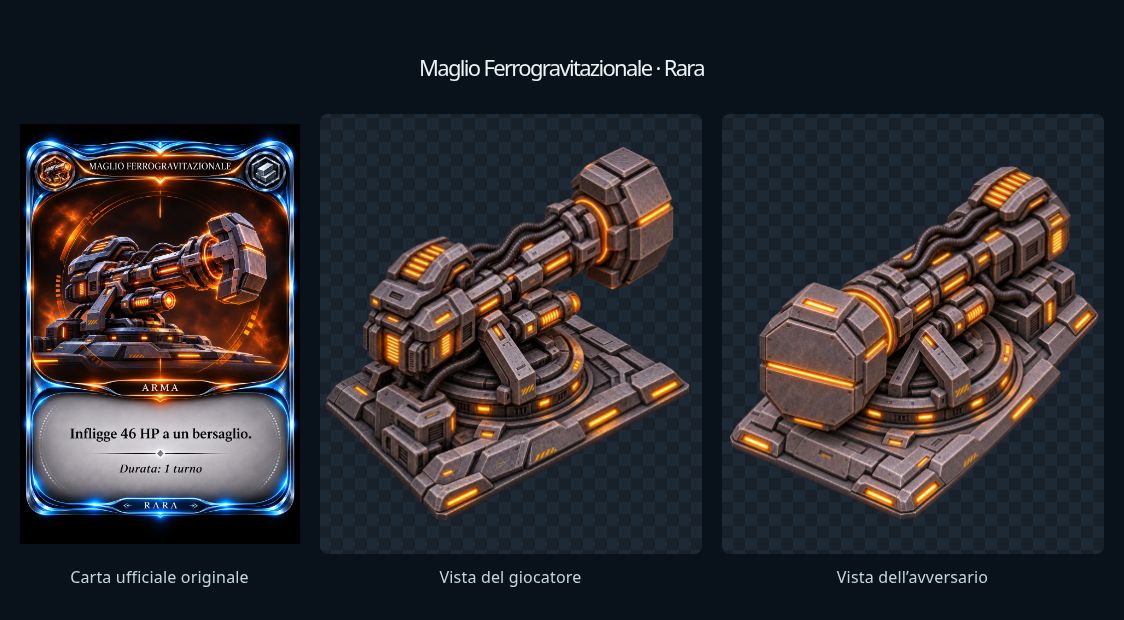 Maglio Ferrogravitazionale · Rara
MAGLIO FERROGRAVITAZIONALE
ARMA
Infligge 46 HP a un bersaglio.
Durata: 1 turno
RARA
Carta ufficiale originale
Vista del giocatore
Vista dell’avversario